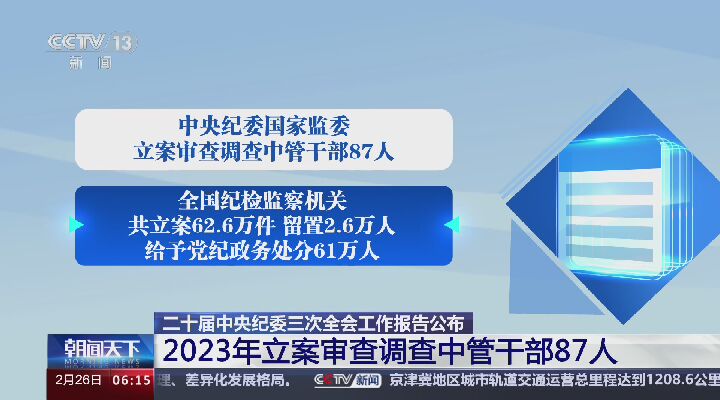 CCTV 13
新闻
中央纪委国家监委
立案审查调查中管干部87人
全国纪检监察机关
共立案62.6万件 留置2.6万人
给予党纪政务处分61万人
二十届中央纪委三次全会工作报告公布
朝闻天下
MORNING NEWS
2023年立案审查调查中管干部87人
2月26日 06:15 理、差异化发展格局。 CCTV新闻 京津冀地区城市轨道交通运营总里程达到1208.6公里